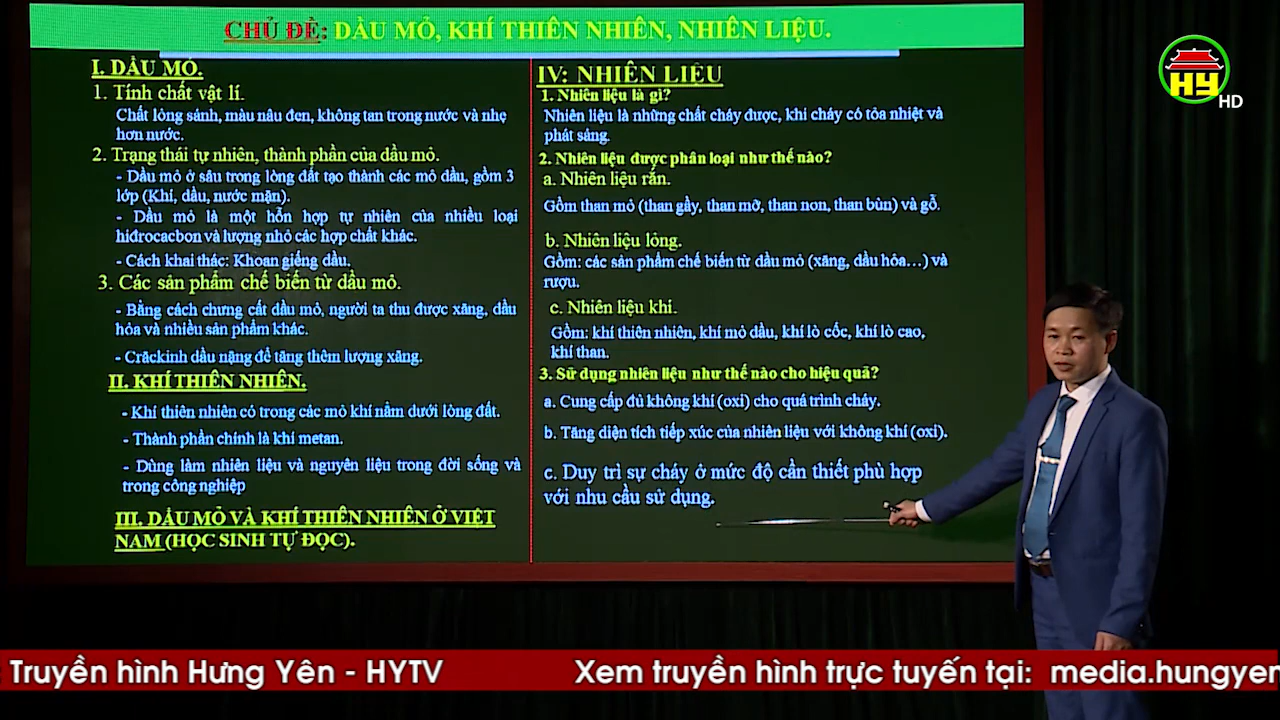 CHỦ ĐỀ: DẦU MỎ, KHÍ THIÊN NHIÊN, NHIÊN LIỆU.
I. DẦU MỎ.
1. Tính chất vật lí.
Chất lỏng sánh, màu nâu đen, không tan trong nước và nhẹ
hơn nước.
2. Trạng thái tự nhiên, thành phần của dầu mỏ.
- Dầu mỏ ở sâu trong lòng đất tạo thành các mỏ dầu, gồm 3
lớp (Khí, dầu, nước mặn).
- Dầu mỏ là một hỗn hợp tự nhiên của nhiều loại
hiđrocacbon và lượng nhỏ các hợp chất khác.
- Cách khai thác: Khoan giếng dầu.
3. Các sản phẩm chế biến từ dầu mỏ.
- Bằng cách chưng cất dầu mỏ, người ta thu được xăng, dầu
hỏa và nhiều sản phẩm khác.
- Crăckinh dầu nặng để tăng thêm lượng xăng.
II. KHÍ THIÊN NHIÊN.
- Khí thiên nhiên có trong các mỏ khí nằm dưới lòng đất.
- Thành phần chính là khí metan.
- Dùng làm nhiên liệu và nguyên liệu trong đời sống và
trong công nghiệp
III. DẦU MỎ VÀ KHÍ THIÊN NHIÊN Ở VIỆT
NAM (HỌC SINH TỰ ĐỌC).
IV: NHIÊN LIỆU
1. Nhiên liệu là gì?
Nhiên liệu là những chất cháy được, khi cháy có tỏa nhiệt và
phát sáng.
2. Nhiên liệu được phân loại như thế nào?
a. Nhiên liệu rắn.
Gồm than mỏ (than gầy, than mỡ, than non, than bùn) và gỗ.
b. Nhiên liệu lỏng.
Gồm: các sản phẩm chế biến từ dầu mỏ (xăng, dầu hỏa...) và
rượu.
c. Nhiên liệu khí.
Gồm: khí thiên nhiên, khí mỏ dầu, khí lò cốc, khí lò cao,
khí than.
3. Sử dụng nhiên liệu như thế nào cho hiệu quả?
a. Cung cấp đủ không khí (oxi) cho quá trình cháy.
b. Tăng diện tích tiếp xúc của nhiên liệu với không khí (oxi).
c. Duy trì sự cháy ở mức độ cần thiết phù hợp
với nhu cầu sử dụng.
HY HD
Truyền hình Hưng Yên - HYTV Xem truyền hình trực tuyến tại: media.hungyen